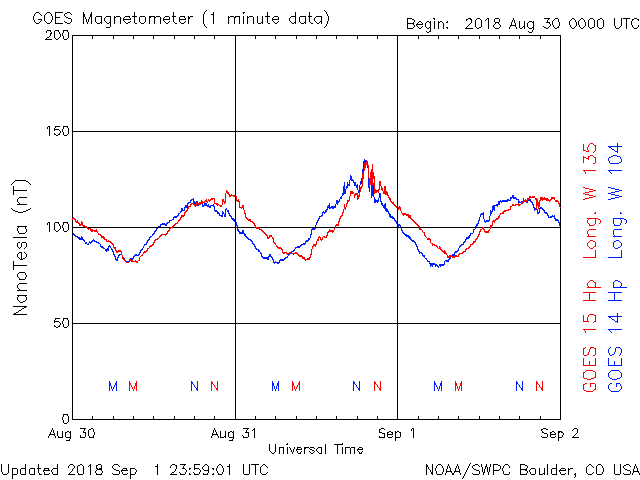 GOES Magnetometer (1 minute data)
Begin: 2018 Aug 30 0000 UTC
200
150
100
50
0
NanoTesla (nT)
M M N N M M N N M M N N
Aug 30 Aug 31 Sep 1 Sep 2
Universal Time
GOES 15 Hp Long. W 135
GOES 14 Hp Long. W 104
Updated 2018 Sep 1 23:59:01 UTC
NOAA/SWPC Boulder, CO USA